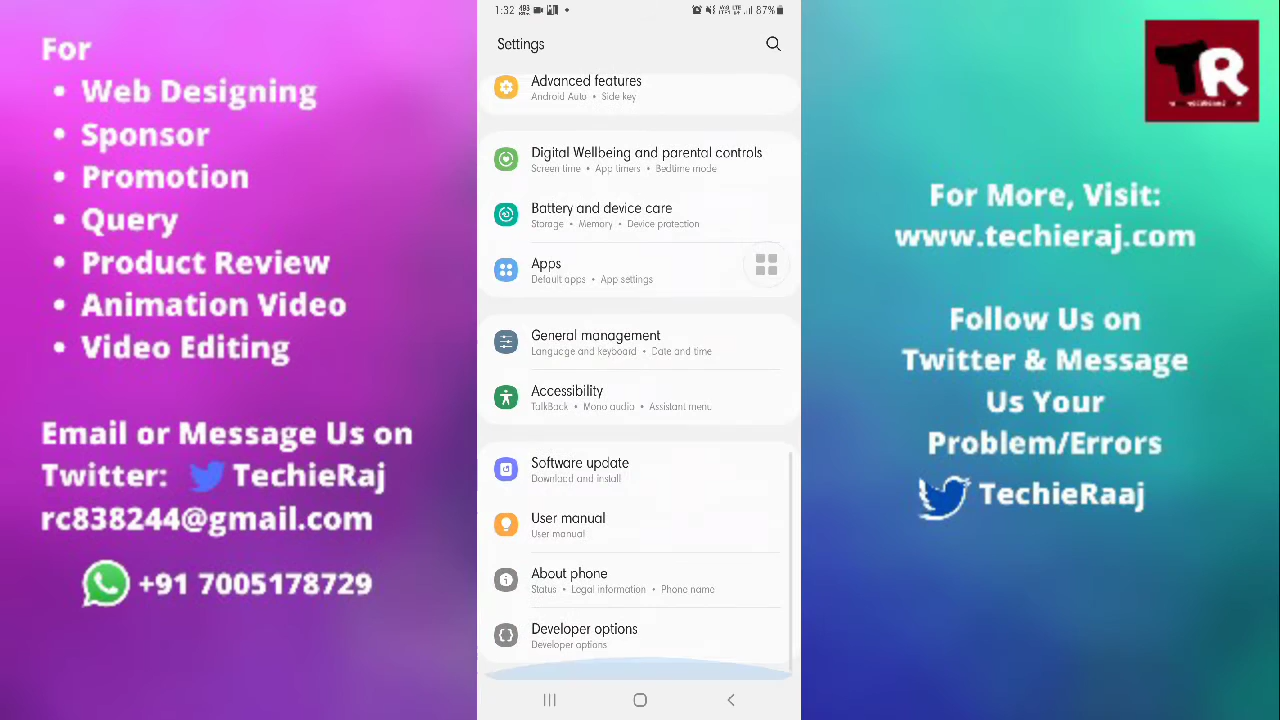 For
• Web Designing
• Sponsor
• Promotion
• Query
• Product Review
• Animation Video
• Video Editing
Email or Message Us on
Twitter: TechieRaj
rc838244@gmail.com
+91 7005178729
1:32
87%
Settings
Advanced features
Android Auto • Side key
Digital Wellbeing and parental controls
Screen time • App timers • Bedtime mode
Battery and device care
Storage • Memory • Device protection
Apps
Default apps • App settings
General management
Language and keyboard • Date and time
Accessibility
TalkBack • Mono audio • Assistant menu
Software update
Download and install
User manual
User manual
About phone
Status • Legal information • Phone name
Developer options
Developer options
TR
For More, Visit:
www.techieraj.com
Follow Us on
Twitter & Message
Us Your
Problem/Errors
TechieRaaj